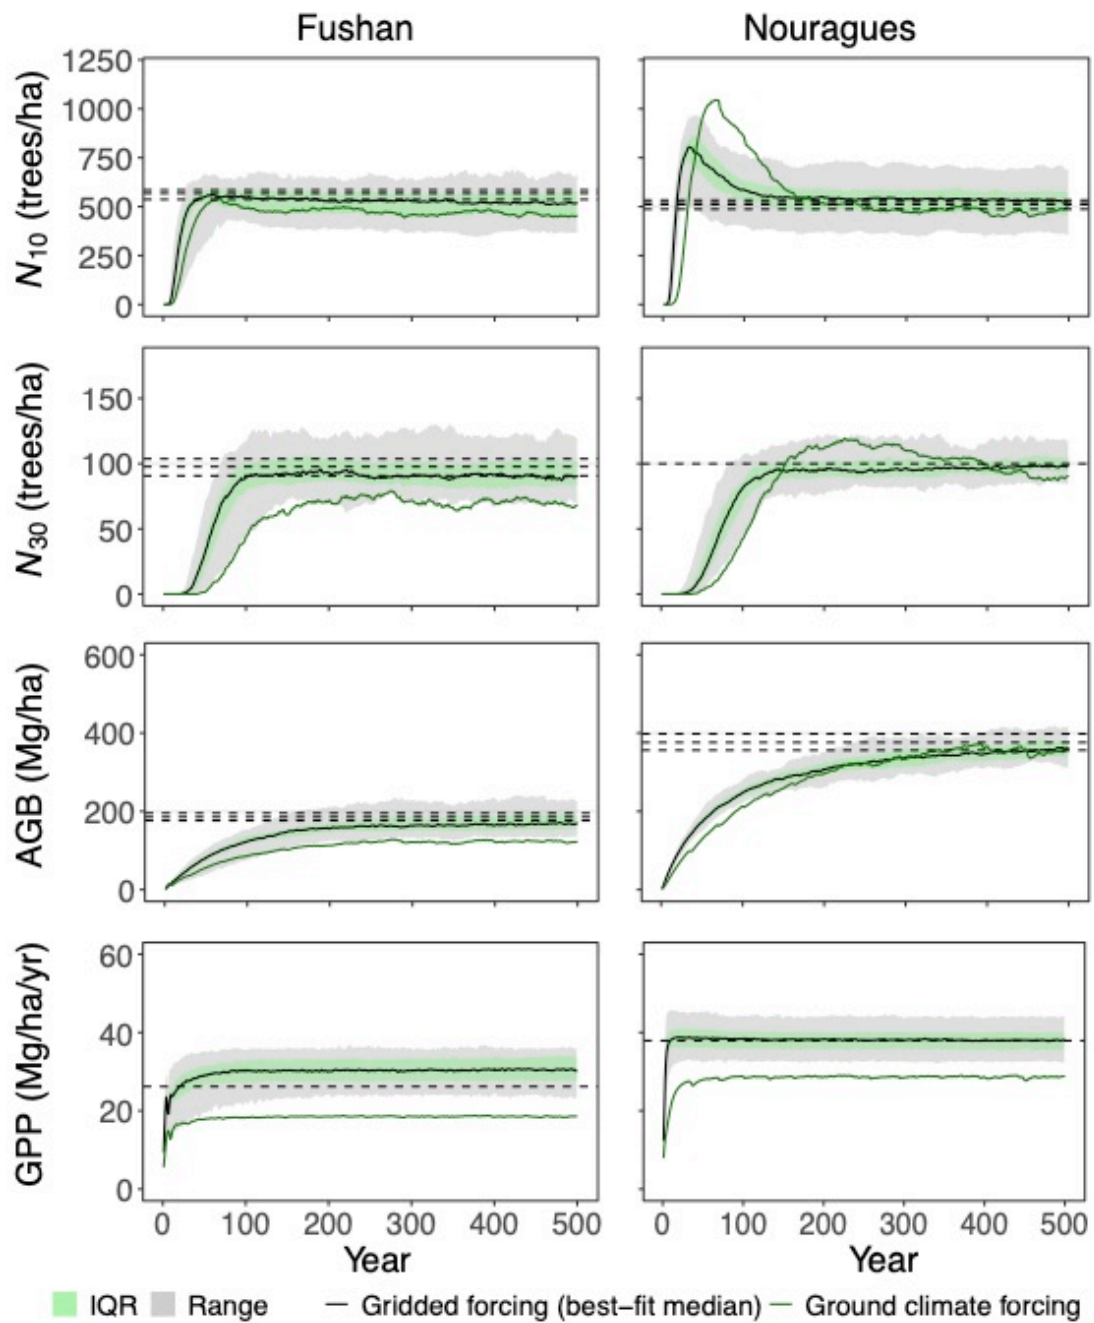 Fushan Nouragues
N10 (trees/ha)
1250
1000
750
500
250
0
N30 (trees/ha)
150
100
50
0
AGB (Mg/ha)
600
400
200
0
GPP (Mg/ha/yr)
60
40
20
0
0 100 200 300 400 500 0 100 200 300 400 500
Year Year
IQR Range Gridded forcing (best-fit median) Ground climate forcing